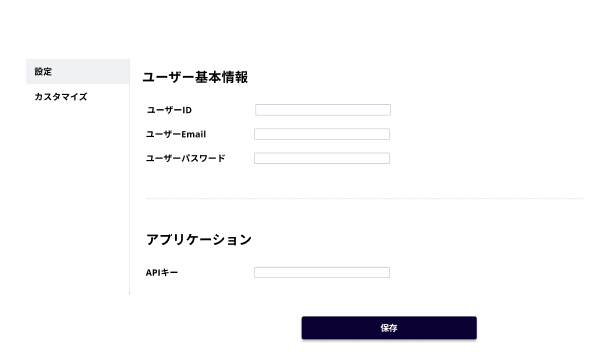 設定
カスタマイズ
ユーザー基本情報
ユーザーID
ユーザーEmail
ユーザーパスワード
アプリケーション
APIキー
保存